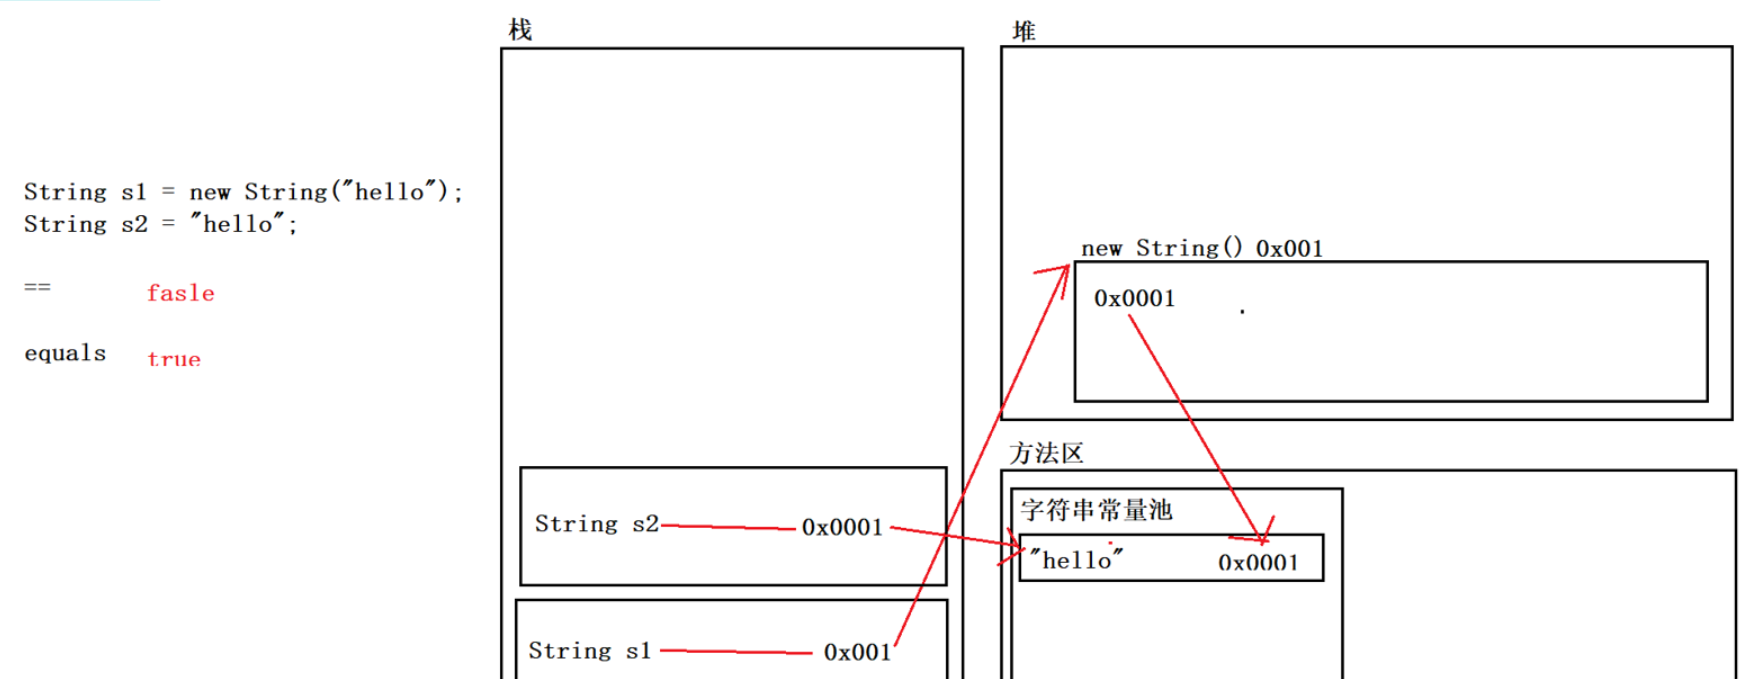 String s1 = new String("hello");
String s2 = "hello";
== fasle
equals true
栈
String s2 0x0001
String s1 0x001
堆
new String() 0x001
0x0001
方法区
字符串常量池
"hello" 0x0001